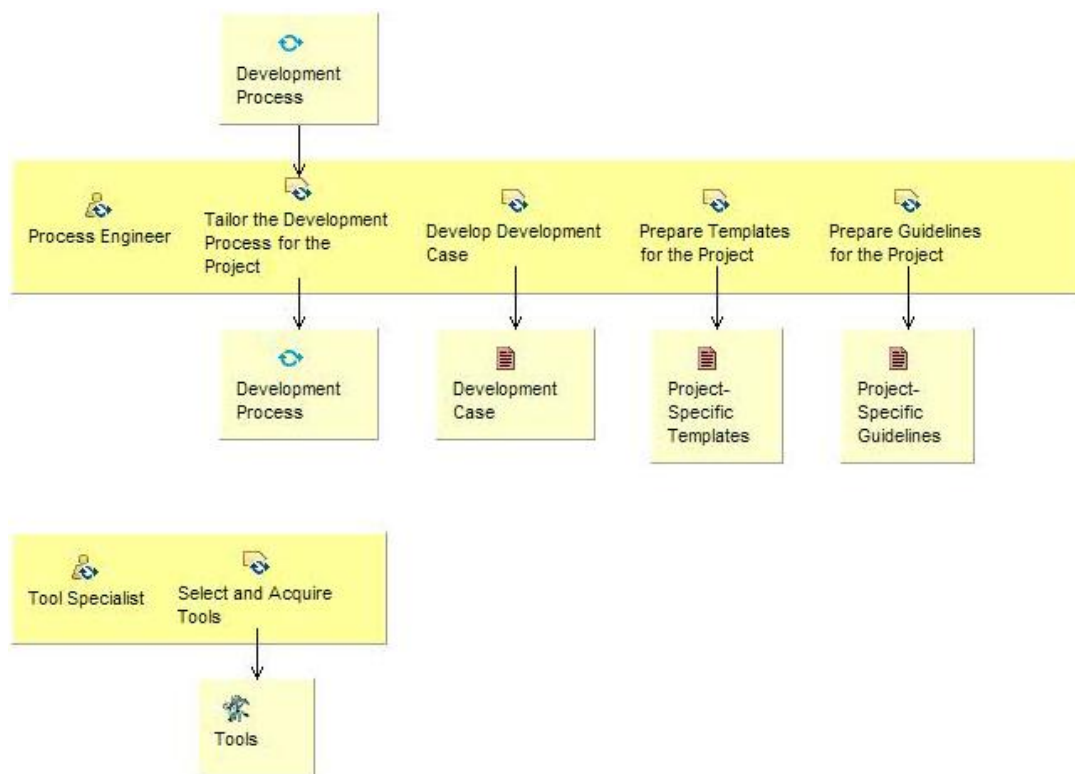 Development
Process
Process Engineer
Tailor the Development
Process for the
Project
Develop Development
Case
Prepare Templates
for the Project
Prepare Guidelines
for the Project
Development
Process
Development
Case
Project-
Specific
Templates
Project-
Specific
Guidelines
Tool Specialist
Select and Acquire
Tools
Tools